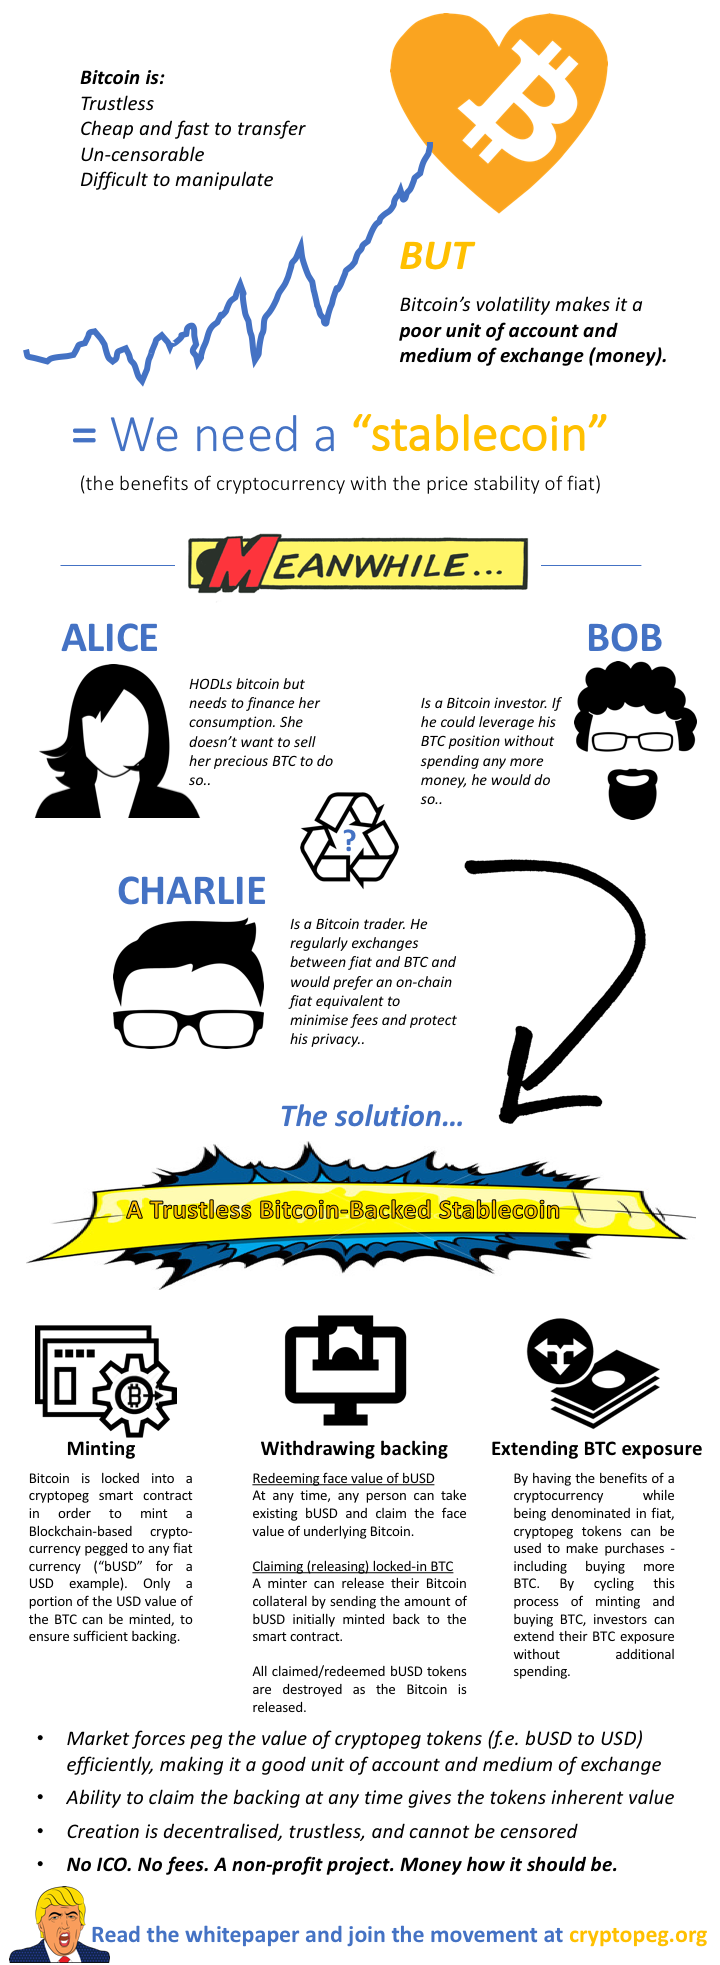 Bitcoin is:
Trustless
Cheap and fast to transfer
Un-censorable
Difficult to manipulate
BUT
Bitcoin's volatility makes it a
poor unit of account and
medium of exchange (money).
= We need a “stablecoin”
(the benefits of cryptocurrency with the price stability of fiat)
MEANWHILE...
ALICE
HODLs bitcoin but
needs to finance her
consumption. She
doesn't want to sell
her precious BTC to do
so..
BOB
Is a Bitcoin investor. If
he could leverage his
BTC position without
spending any more
money, he would do
so..
?
CHARLIE
Is a Bitcoin trader. He
regularly exchanges
between fiat and BTC and
would prefer an on-chain
fiat equivalent to
minimise fees and protect
his privacy..
The solution...
A Trustless Bitcoin-Backed Stablecoin
Minting
Bitcoin is locked into a
cryptopeg smart contract
in order to mint a
Blockchain-based crypto-
currency pegged to any fiat
currency (“bUSD” for a
USD example). Only a
portion of the USD value of
the BTC can be minted, to
ensure sufficient backing.
Withdrawing backing
Redeeming face value of bUSD
At any time, any person can take
existing bUSD and claim the face
value of underlying Bitcoin.
Claiming (releasing) locked-in BTC
A minter can release their Bitcoin
collateral by sending the amount of
bUSD initially minted back to the
smart contract.
All claimed/redeemed bUSD tokens
are destroyed as the Bitcoin is
released.
Extending BTC exposure
By having the benefits of a
cryptocurrency while
being denominated in fiat,
cryptopeg tokens can be
used to make purchases -
including buying more
BTC. By cycling this
process of minting and
buying BTC, investors can
extend their BTC exposure
without additional
spending.
• Market forces peg the value of cryptopeg tokens (f.e. bUSD to USD)
efficiently, making it a good unit of account and medium of exchange
• Ability to claim the backing at any time gives the tokens inherent value
• Creation is decentralised, trustless, and cannot be censored
• No ICO. No fees. A non-profit project. Money how it should be.
Read the whitepaper and join the movement at cryptopeg.org